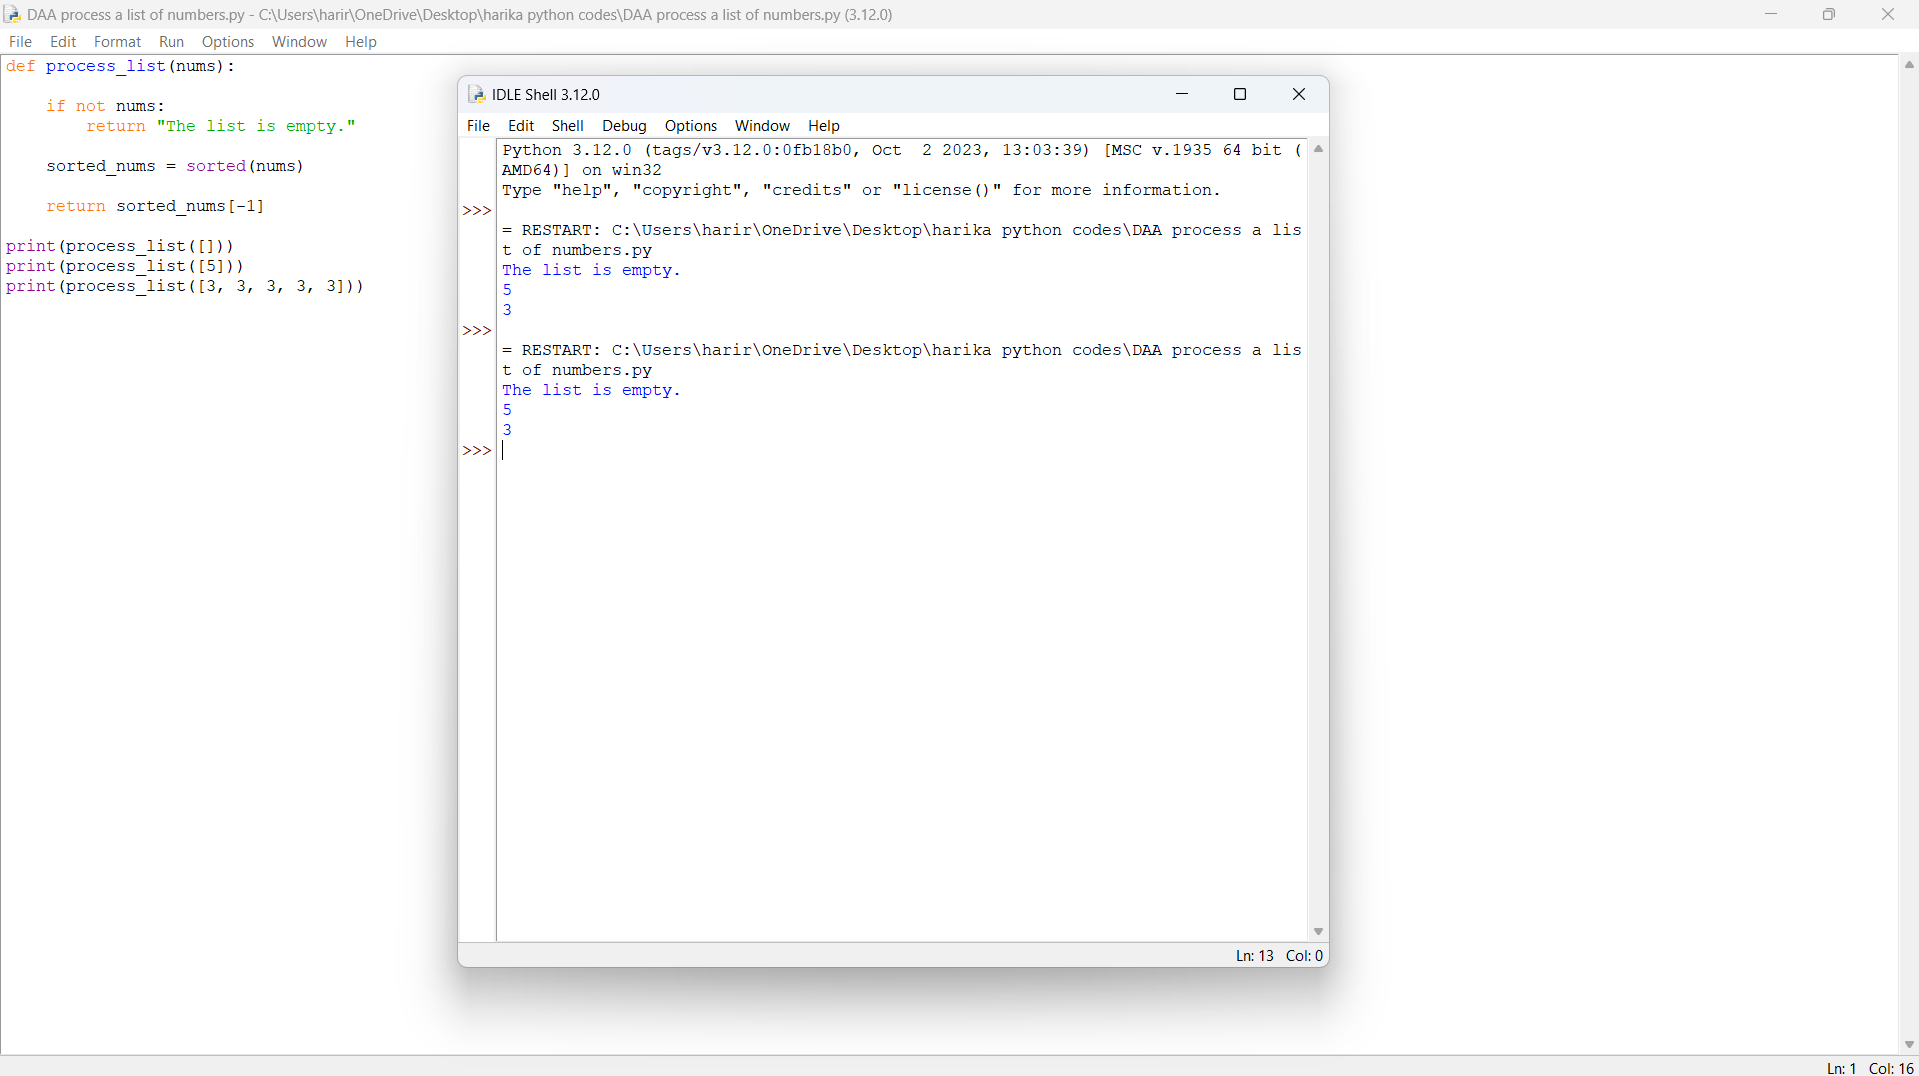 DAA process a list of numbers.py - C:\Users\harir\OneDrive\Desktop\harika python codes\DAA process a list of numbers.py (3.12.0)
File Edit Format Run Options Window Help
def process_list(nums):
    if not nums:
        return "The list is empty."
    sorted_nums = sorted(nums)
    return sorted_nums[-1]
print(process_list([]))
print(process_list([5]))
print(process_list([3, 3, 3, 3, 3]))
IDLE Shell 3.12.0
File Edit Shell Debug Options Window Help
Python 3.12.0 (tags/v3.12.0:0fb18b0, Oct  2 2023, 13:03:39) [MSC v.1935 64 bit (
AMD64)] on win32
Type "help", "copyright", "credits" or "license()" for more information.
>>>
= RESTART: C:\Users\harir\OneDrive\Desktop\harika python codes\DAA process a lis
t of numbers.py
The list is empty.
5
3
>>>
= RESTART: C:\Users\harir\OneDrive\Desktop\harika python codes\DAA process a lis
t of numbers.py
The list is empty.
5
3
>>>
Ln: 13 Col: 0
Ln: 1 Col: 16